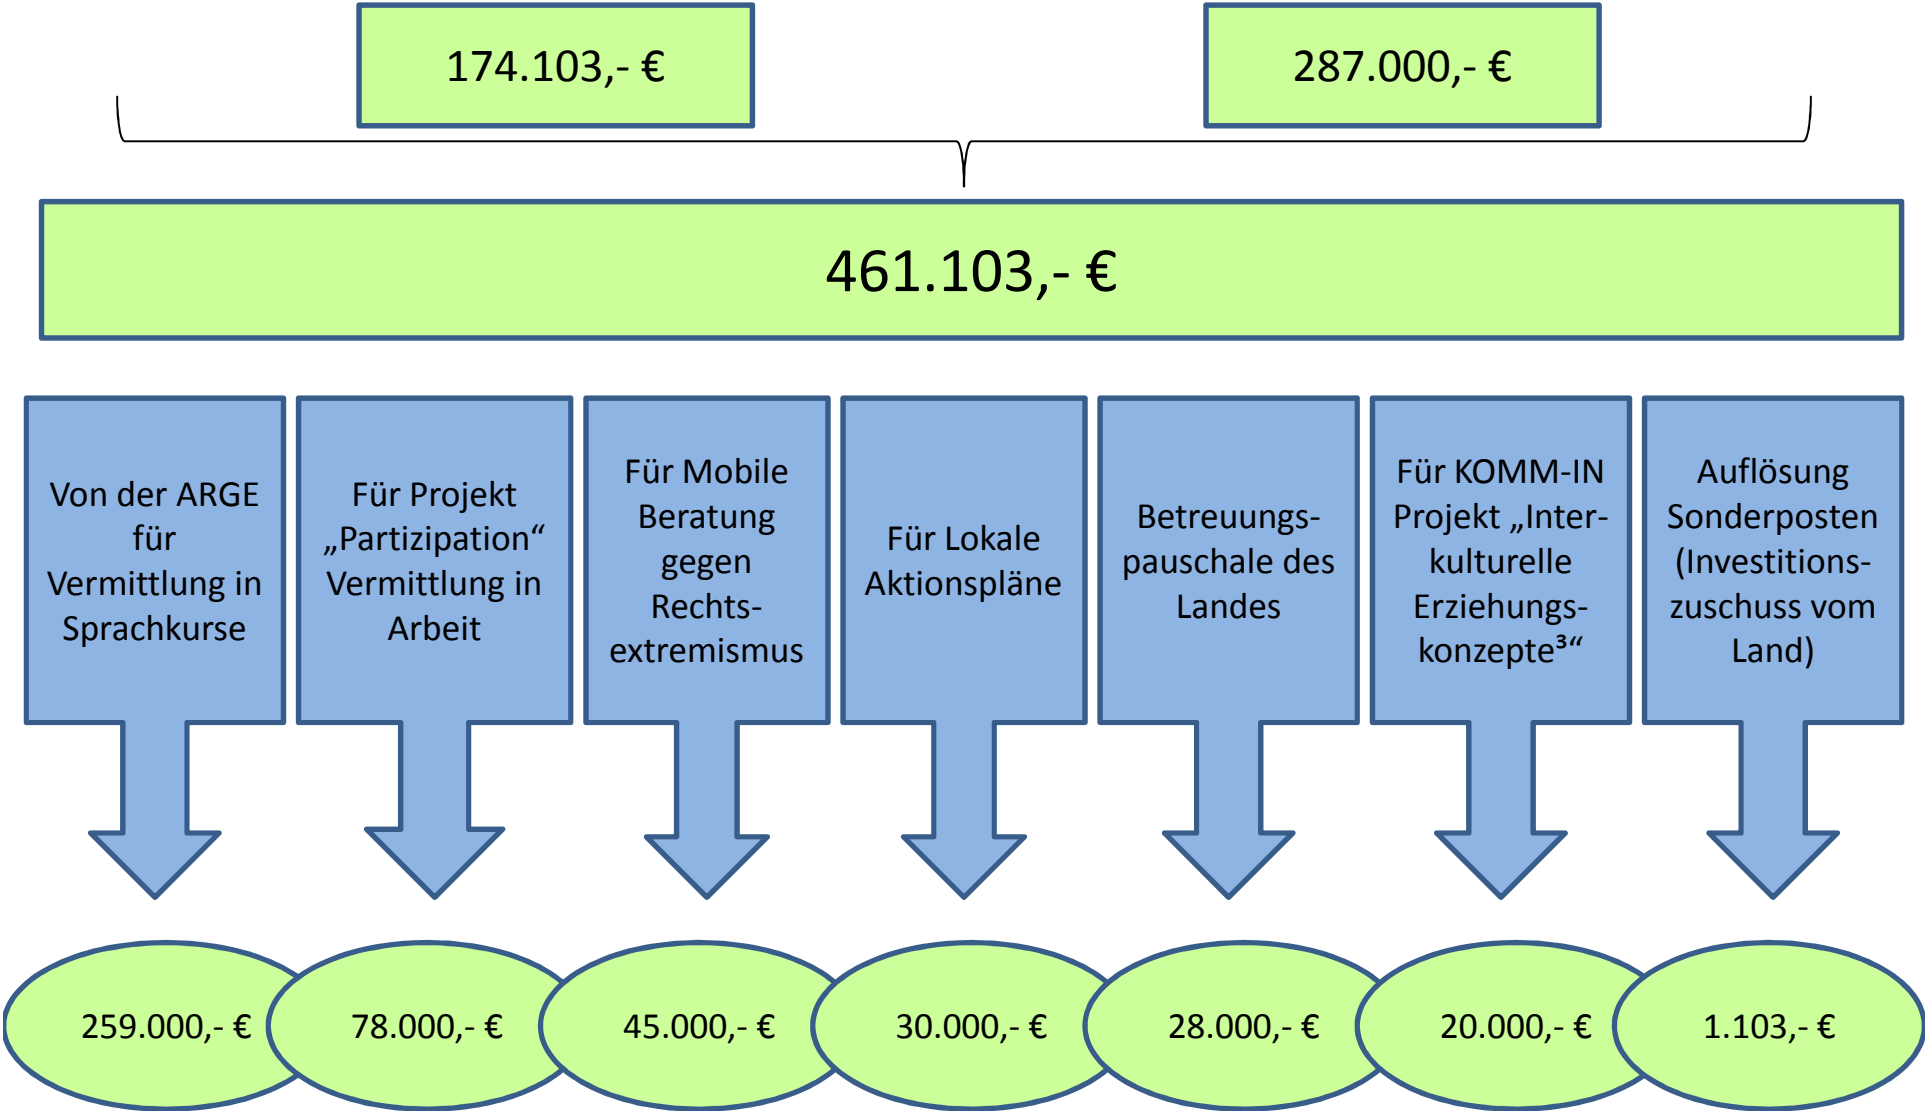 174.103,- €
287.000,- €
461.103,- €
Von der ARGE
für
Vermittlung in
Sprachkurse
Für Projekt
„Partizipation“
Vermittlung in
Arbeit
Für Mobile
Beratung
gegen
Rechts-
extremismus
Für Lokale
Aktionspläne
Betreuungs-
pauschale des
Landes
Für KOMM-IN
Projekt „Inter-
kulturelle
Erziehungs-
konzepte³“
Auflösung
Sonderposten
(Investitions-
zuschuss vom
Land)
259.000,- €
78.000,- €
45.000,- €
30.000,- €
28.000,- €
20.000,- €
1.103,- €